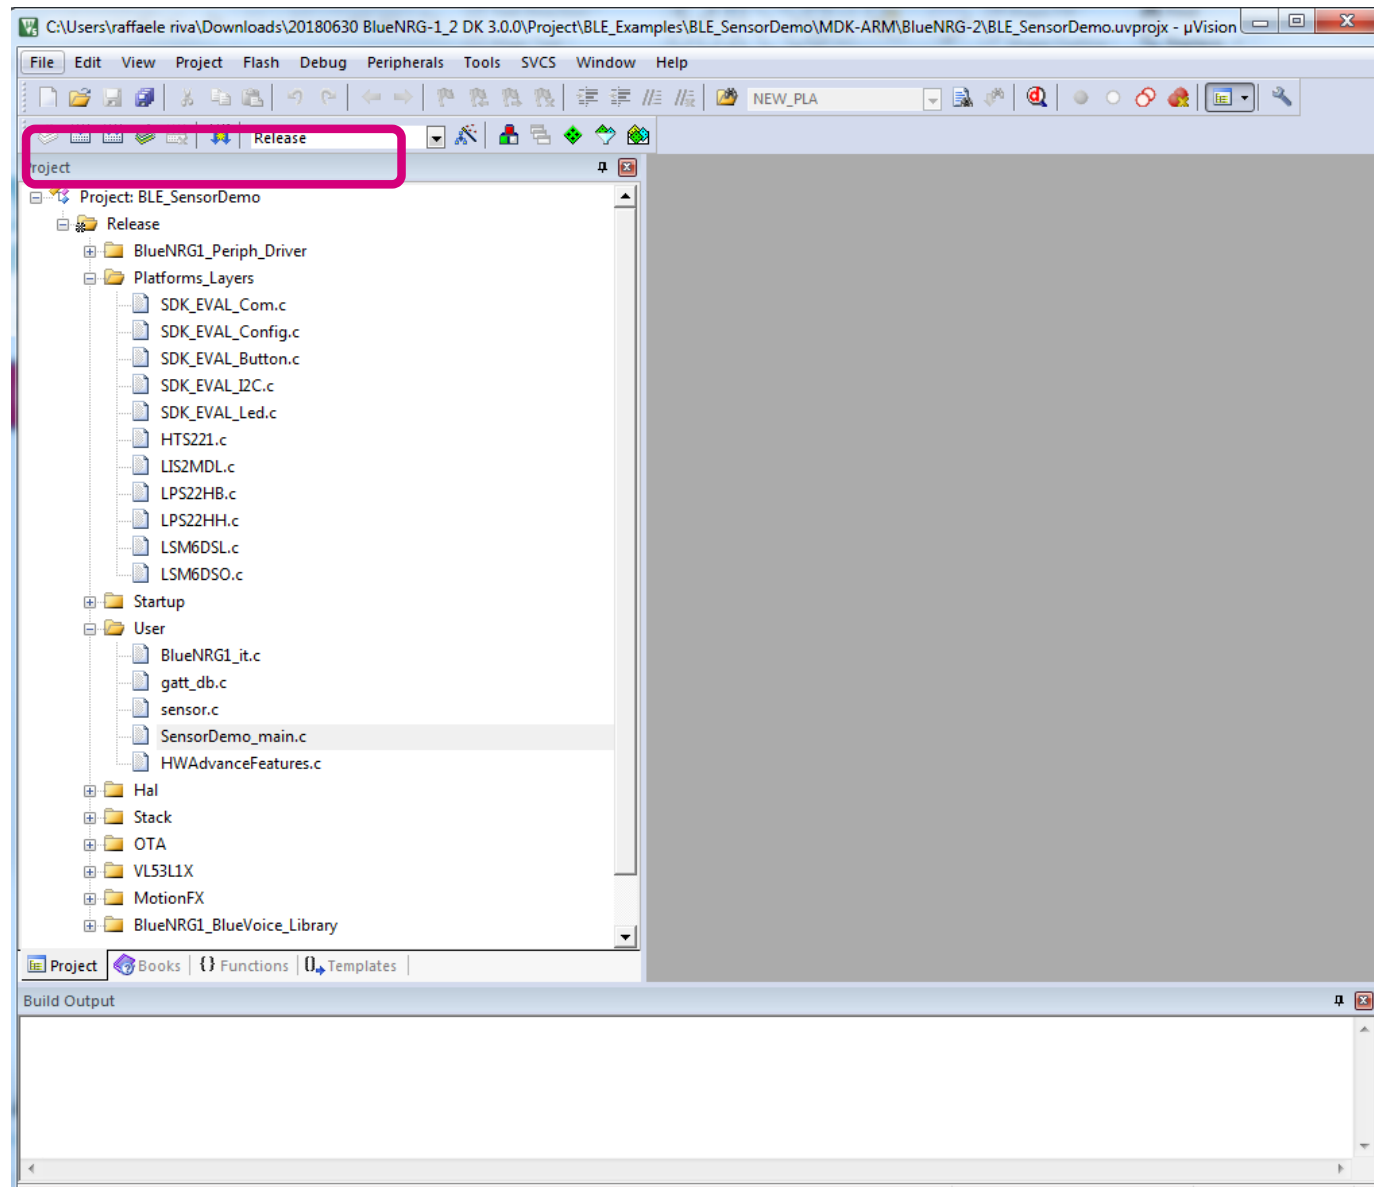 C:\Users\raffaele riva\Downloads\20180630 BlueNRG-1_2 DK 3.0.0\Project\BLE_Examples\BLE_SensorDemo\MDK-ARM\BlueNRG-2\BLE_SensorDemo.uvprojx - µVision
File Edit View Project Flash Debug Peripherals Tools SVCS Window Help
NEW_PLA
Release
Project
Project: BLE_SensorDemo
Release
BlueNRG1_Periph_Driver
Platforms_Layers
SDK_EVAL_Com.c
SDK_EVAL_Config.c
SDK_EVAL_Button.c
SDK_EVAL_I2C.c
SDK_EVAL_Led.c
HTS221.c
LIS2MDL.c
LPS22HB.c
LPS22HH.c
LSM6DSL.c
LSM6DSO.c
Startup
User
BlueNRG1_it.c
gatt_db.c
sensor.c
SensorDemo_main.c
HWAdvanceFeatures.c
Hal
Stack
OTA
VL53L1X
MotionFX
BlueNRG1_BlueVoice_Library
Project Books {} Functions 0 Templates
Build Output